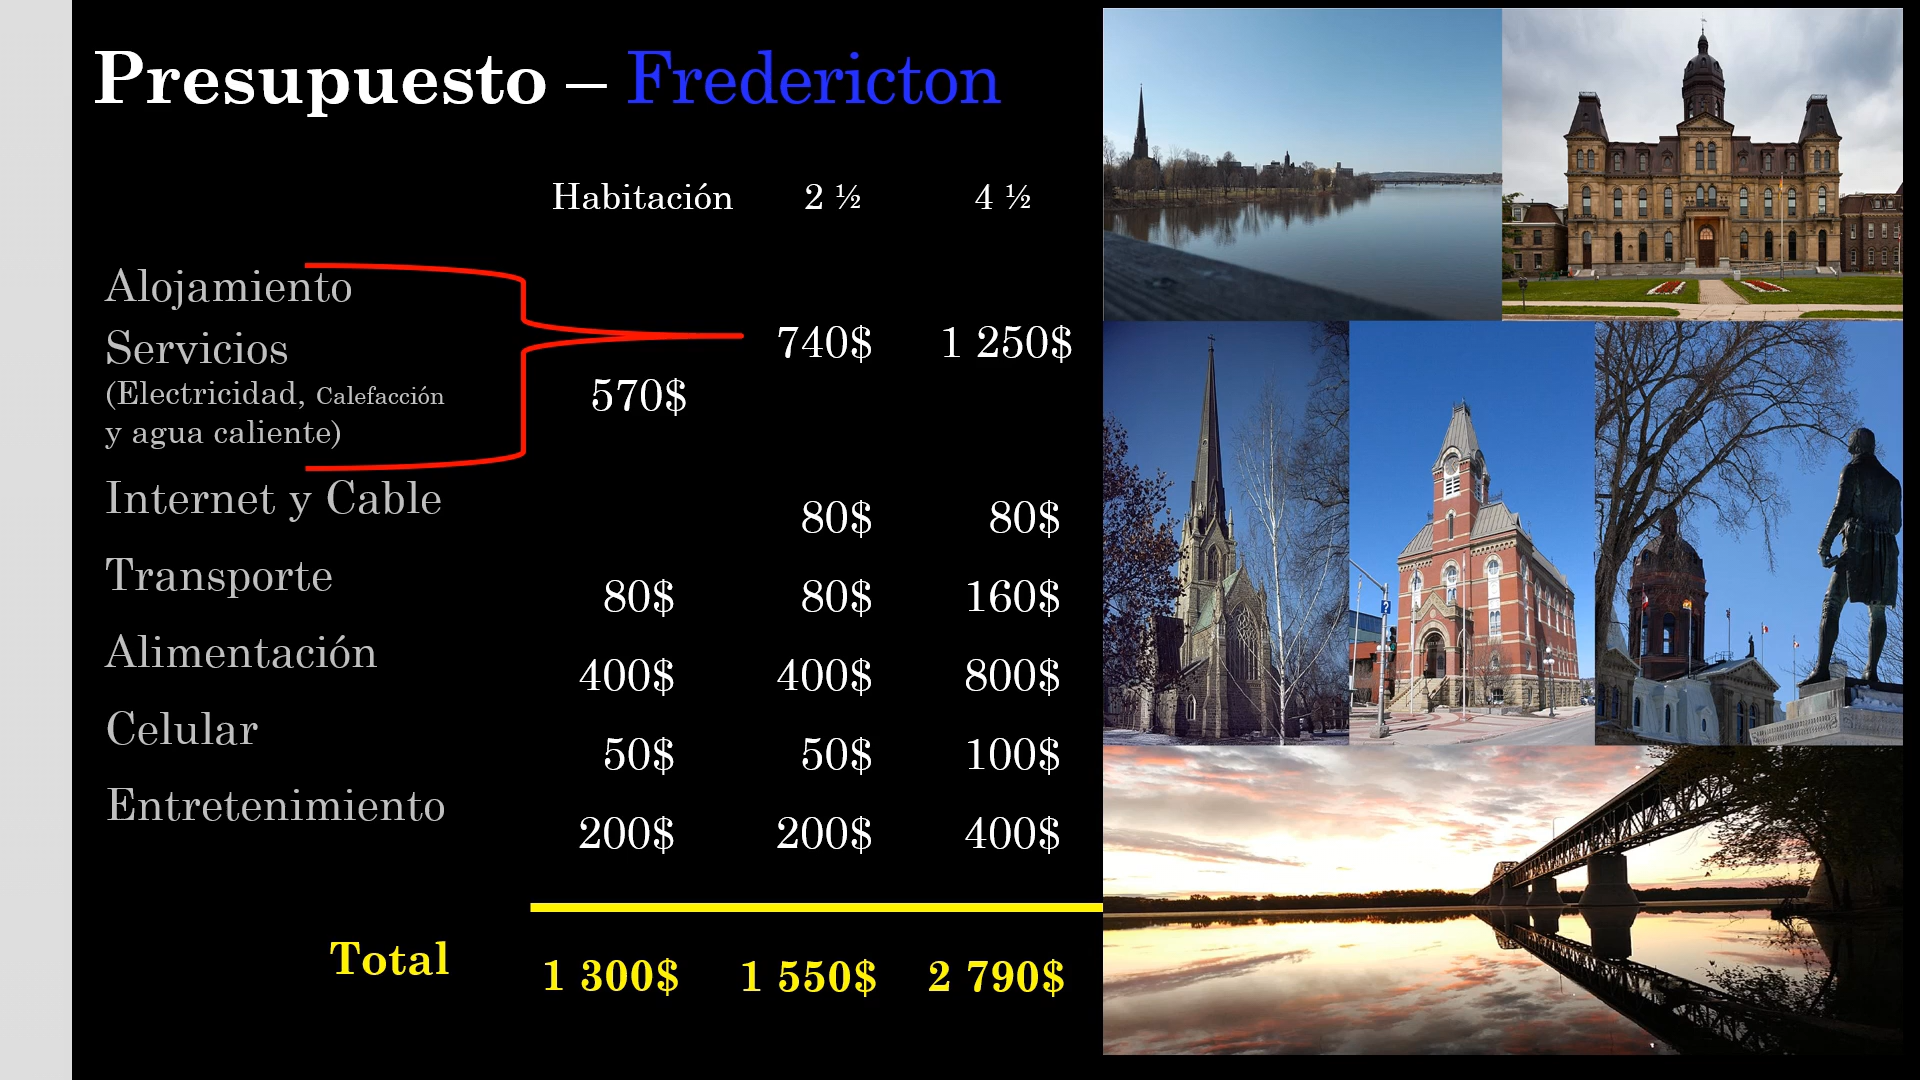 Presupuesto – Fredericton
Habitación 2 ½ 4 ½
Alojamiento
Servicios 740$ 1 250$
(Electricidad, Calefacción 570$
y agua caliente)
Internet y Cable 80$ 80$
Transporte 80$ 80$ 160$
Alimentación 400$ 400$ 800$
Celular 50$ 50$ 100$
Entretenimiento 200$ 200$ 400$
Total 1 300$ 1 550$ 2 790$